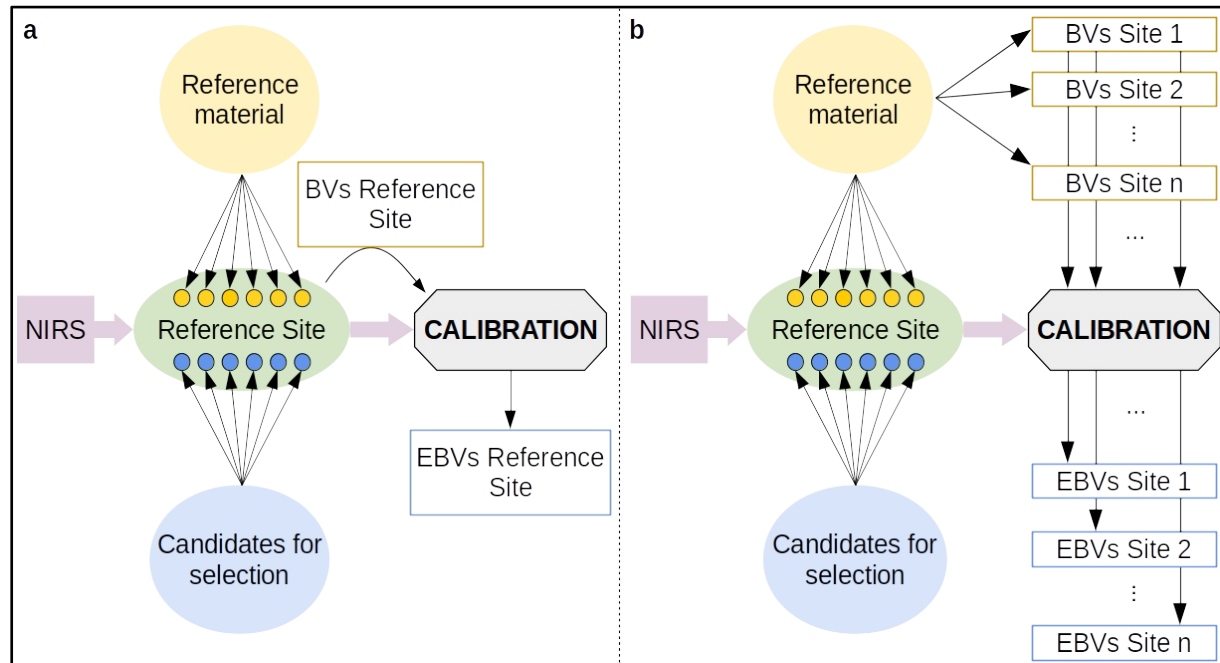 a
Reference
material
BVs Reference
Site
NIRS
Reference Site
CALIBRATION
EBVs Reference
Site
Candidates for
selection
b
Reference
material
BVs Site 1
BVs Site 2
...
BVs Site n
...
NIRS
Reference Site
CALIBRATION
...
EBVs Site 1
EBVs Site 2
...
EBVs Site n
Candidates for
selection